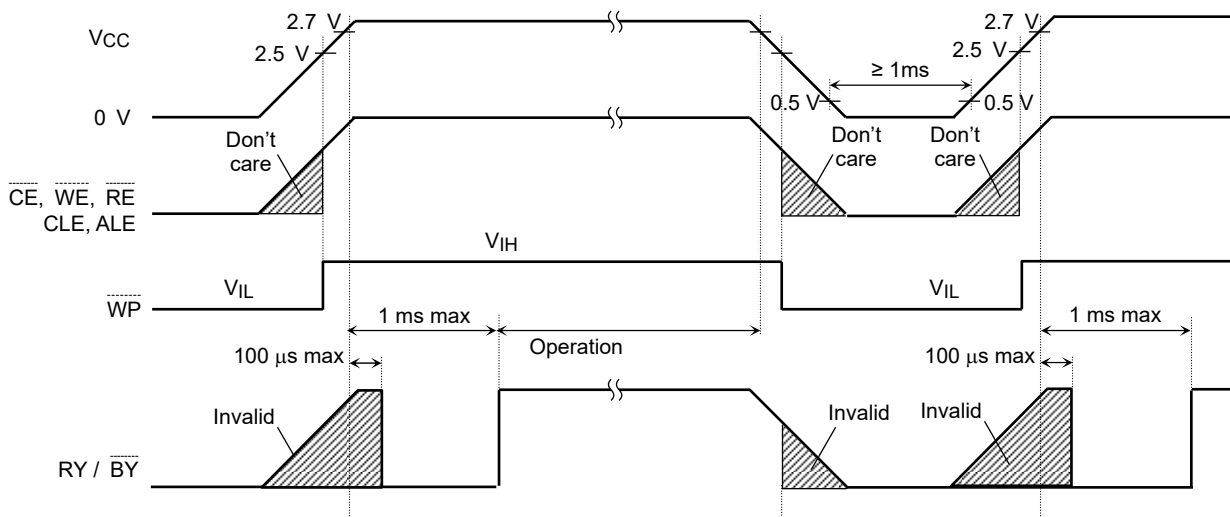 2.7 V
2.7 V
VCC
2.5 V
2.5 V
≥ 1ms
0.5 V
0.5 V
0 V
Don't care
Don't care
Don't care
CE, WE, RE
CLE, ALE
VIH
VIL
VIL
WP
1 ms max
1 ms max
Operation
100 μs max
100 μs max
Invalid
Invalid
Invalid
RY / BY